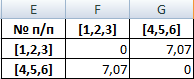 E F G
№ п/п [1,2,3] [4,5,6]
[1,2,3] 0 7,07
[4,5,6] 7,07 0